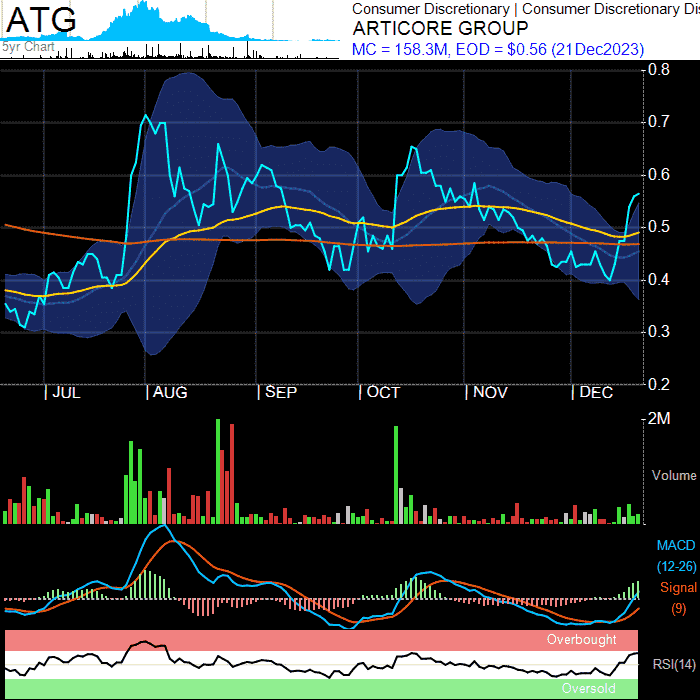 ATG
5yr Chart
Consumer Discretionary | Consumer Discretionary Dis
ARTICORE GROUP
MC = 158.3M, EOD = $0.56 (21Dec2023)
0.8
0.7
0.6
0.5
0.4
0.3
0.2
| JUL | AUG | SEP | OCT | NOV | DEC
2M
Volume
MACD
(12-26)
Signal
(9)
Overbought
RSI(14)
Oversold